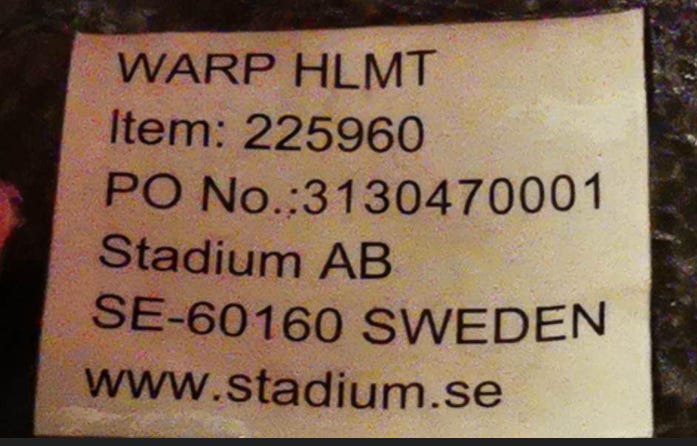 WARP HLMT
Item: 225960
PO No.:3130470001
Stadium AB
SE-60160 SWEDEN
www.stadium.se